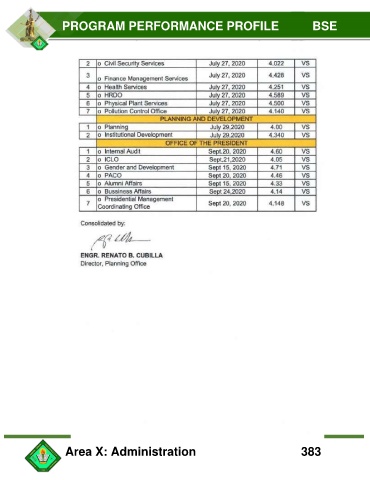 PROGRAM PERFORMANCE PROFILE BSE
2 o Civil Security Services July 27, 2020 4.022 VS
3 o Finance Management Services July 27, 2020 4.428 VS
4 o Health Services July 27, 2020 4.251 VS
5 o HRDO July 27, 2020 4.589 VS
6 o Physical Plant Services July 27, 2020 4.500 VS
7 o Pollution Control Office July 27, 2020 4.140 VS
PLANNING AND DEVELOPMENT
1 o Planning July 29,2020 4.00 VS
2 o Institutional Development July 29,2020 4.340 VS
OFFICE OF THE PRESIDENT
1 o Internal Audit Sept.20, 2020 4.60 VS
2 o ICLO Sept,21,2020 4.05 VS
3 o Gender and Development Sept 15, 2020 4.71 VS
4 o PACO Sept 20, 2020 4.46 VS
5 o Alumni Affairs Sept 15, 2020 4.33 VS
6 o Bussiness Affairs Sept.24,2020 4.14 VS
7 o Presidential Management Coordinating Office Sept 20, 2020 4.148 VS
Consolidated by:
ENGR. RENATO B. CUBILLA
Director, Planning Office
Area X: Administration 383